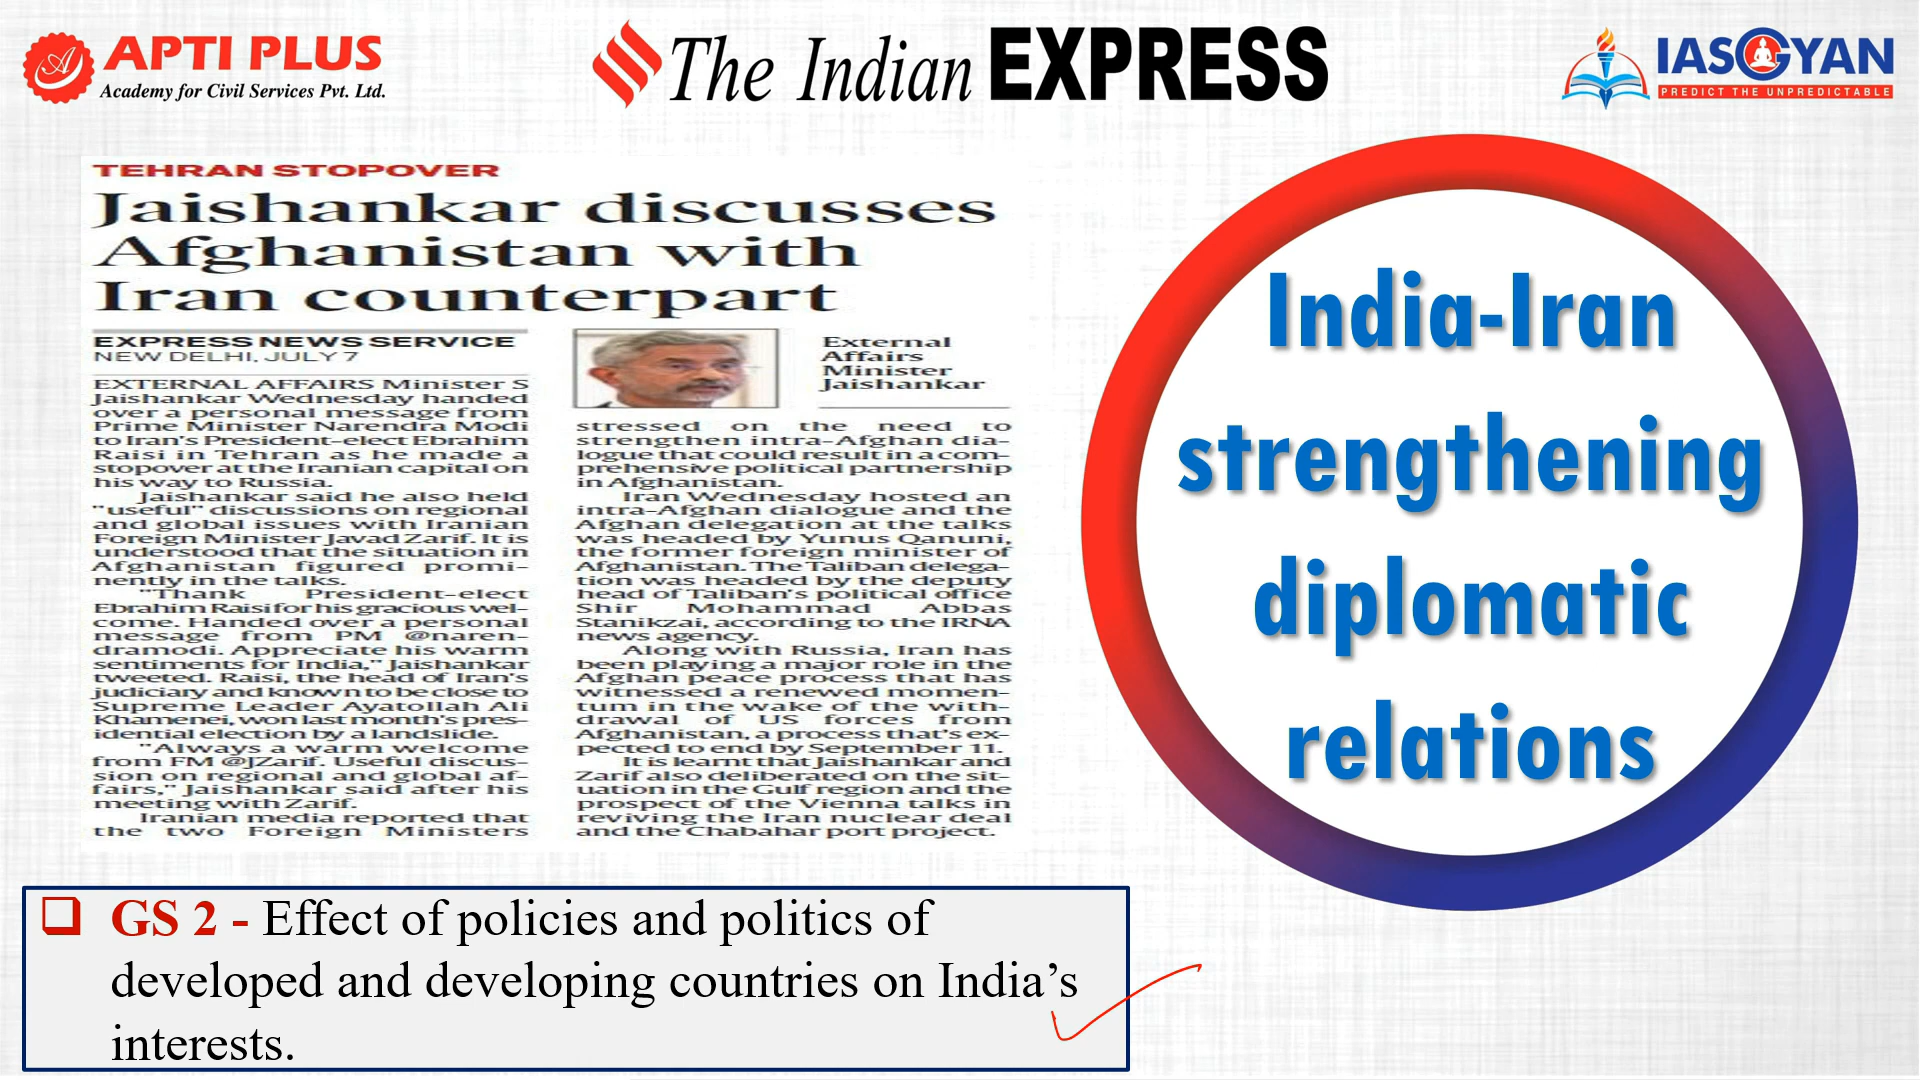 APTI PLUS
Academy for Civil Services Pvt. Ltd.
The Indian EXPRESS
IASGYAN
PREDICT THE UNPREDICTABLE
TEHRAN STOPOVER
Jaishankar discusses
Afghanistan with
Iran counterpart
EXPRESS NEWS SERVICE
NEW DELHI, JULY 7
EXTERNAL AFFAIRS Minister S
Jaishankar Wednesday handed
over a personal message from
Prime Minister Narendra Modi
to Iran's President-elect Ebrahim
Raisi in Tehran as he made a
stopover at the Iranian capital on
his way to Russia.
Jaishankar said he also held
"useful" discussions on regional
and global issues with Iranian
Foreign Minister Javad Zarif. It is
understood that the situation in
Afghanistan figured promi-
nently in the talks.
"Thank President-elect
Ebrahim Raisi for his gracious wel-
come. Handed over a personal
message from PM @naren-
dramodi. Appreciate his warm
sentiments for India," Jaishankar
tweeted. Raisi, the head of Iran's
judiciary and known to be close to
Supreme Leader Ayatollah Ali
Khamenei, won last month's pres-
idential election by a landslide.
"Always a warm welcome
from FM @JZarif. Useful discus-
sion on regional and global af-
fairs," Jaishankar said after his
meeting with Zarif.
Iranian media reported that
the two Foreign Ministers
External
Affairs
Minister
Jaishankar
stressed on the need to
strengthen intra-Afghan dia-
logue that could result in a com-
prehensive political partnership
in Afghanistan.
Iran Wednesday hosted an
intra-Afghan dialogue and the
Afghan delegation at the talks
was headed by Yunus Qanuni,
the former foreign minister of
Afghanistan. The Taliban delega-
tion was headed by the deputy
head of Taliban's political office
Shir Mohammad Abbas
Stanikzai, according to the IRNA
news agency.
Along with Russia, Iran has
been playing a major role in the
Afghan peace process that has
witnessed a renewed momen-
tum in the wake of the with-
drawal of US forces from
Afghanistan, a process that's ex-
pected to end by September 11.
It is learnt that Jaishankar and
Zarif also deliberated on the sit-
uation in the Gulf region and the
prospect of the Vienna talks in
reviving the Iran nuclear deal
and the Chabahar port project.
India-Iran
strengthening
diplomatic
relations
GS 2 - Effect of policies and politics of
developed and developing countries on India’s
interests.